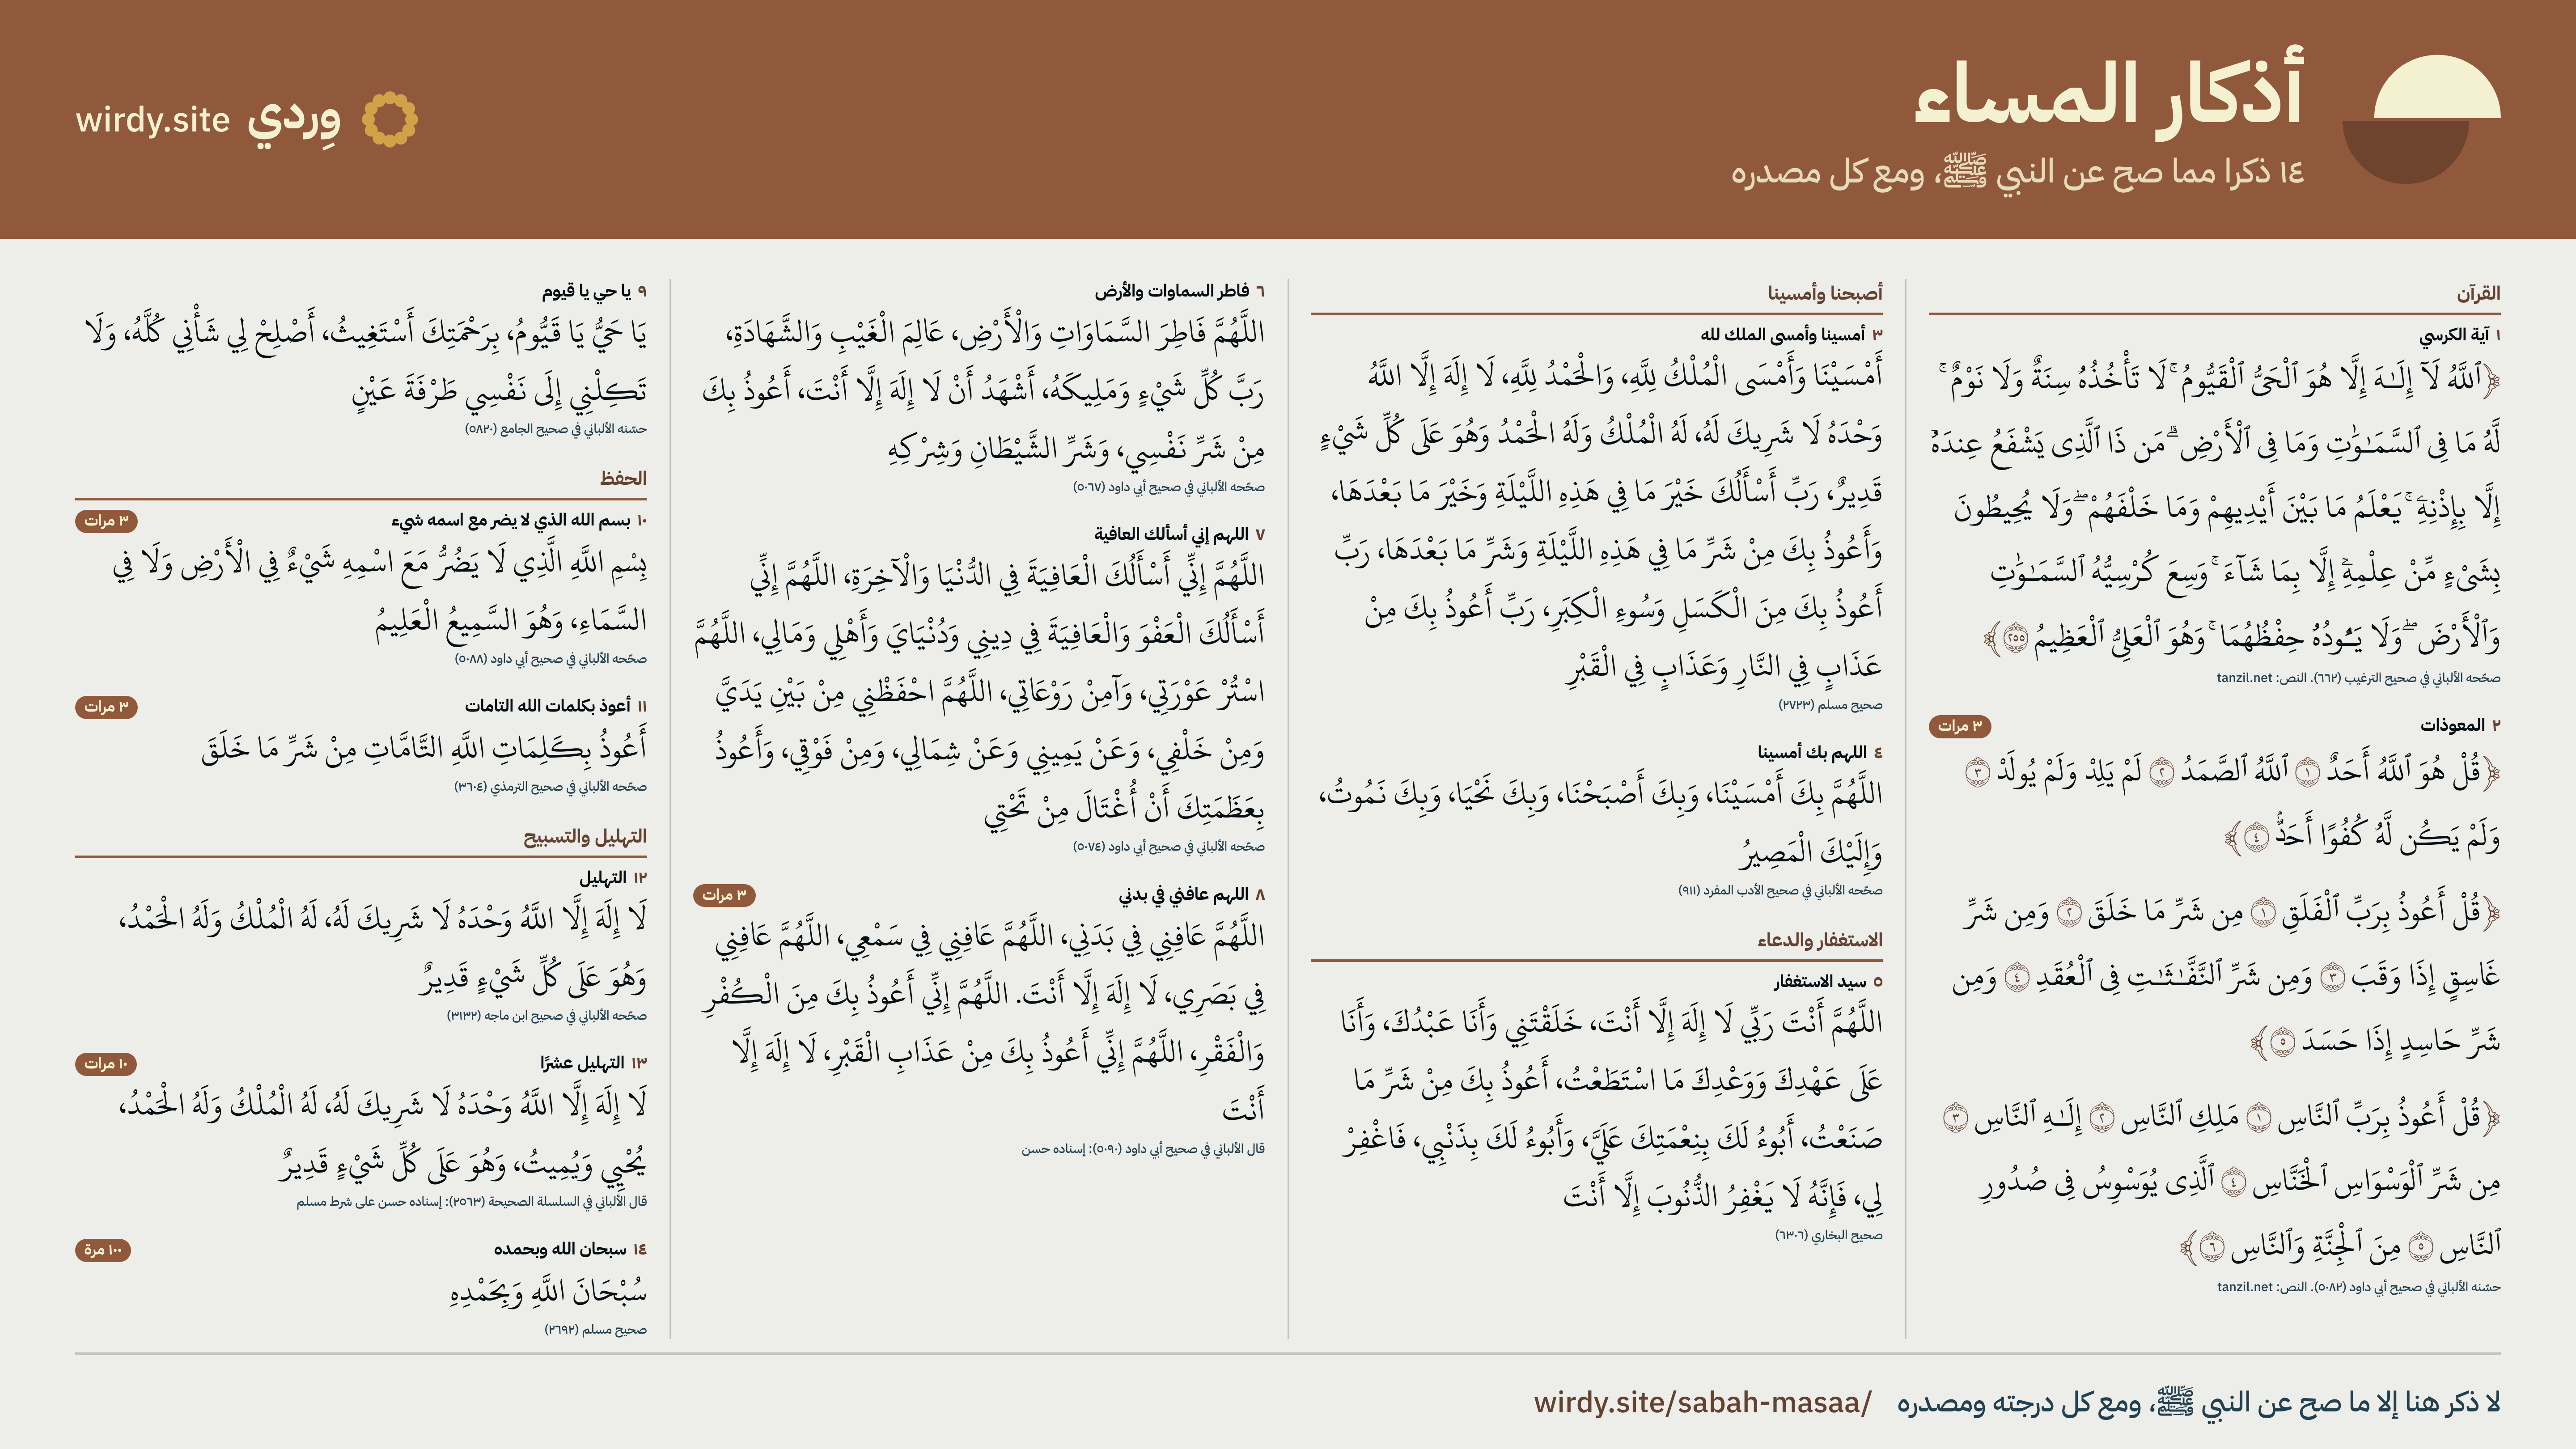 أذكار المساء
١٤ ذكرا مما صح عن النبي ﷺ، ومع كل مصدره
وِردي wirdy.site
القرآن
١ آية الكرسي
﴿ٱللَّهُ لَآ إِلَـٰهَ إِلَّا هُوَ ٱلْحَىُّ ٱلْقَيُّومُ ۚ لَا تَأْخُذُهُۥ سِنَةٌ وَلَا نَوْمٌ ۚ
لَّهُۥ مَا فِى ٱلسَّمَـٰوَٰتِ وَمَا فِى ٱلْأَرْضِ ۗ مَن ذَا ٱلَّذِى يَشْفَعُ عِندَهُۥٓ
إِلَّا بِإِذْنِهِۦ ۚ يَعْلَمُ مَا بَيْنَ أَيْدِيهِمْ وَمَا خَلْفَهُمْ ۖ وَلَا يُحِيطُونَ
بِشَىْءٍ مِّنْ عِلْمِهِۦٓ إِلَّا بِمَا شَآءَ ۚ وَسِعَ كُرْسِيُّهُ ٱلسَّمَـٰوَٰتِ
وَٱلْأَرْضَ ۖ وَلَا يَـُٔودُهُۥ حِفْظُهُمَا ۚ وَهُوَ ٱلْعَلِىُّ ٱلْعَظِيمُ ٢٥٥﴾
صحّحه الألباني في صحيح الترغيب (٦٦٢). النص: tanzil.net
٢ المعوذات
٣ مرات
﴿قُلْ هُوَ ٱللَّهُ أَحَدٌ ١ ٱللَّهُ ٱلصَّمَدُ ٢ لَمْ يَلِدْ وَلَمْ يُولَدْ ٣
وَلَمْ يَكُن لَّهُۥ كُفُوًا أَحَدٌۢ ٤﴾
﴿قُلْ أَعُوذُ بِرَبِّ ٱلْفَلَقِ ١ مِن شَرِّ مَا خَلَقَ ٢ وَمِن شَرِّ
غَاسِقٍ إِذَا وَقَبَ ٣ وَمِن شَرِّ ٱلنَّفَّـٰثَـٰتِ فِى ٱلْعُقَدِ ٤ وَمِن
شَرِّ حَاسِدٍ إِذَا حَسَدَ ٥﴾
﴿قُلْ أَعُوذُ بِرَبِّ ٱلنَّاسِ ١ مَلِكِ ٱلنَّاسِ ٢ إِلَـٰهِ ٱلنَّاسِ ٣
مِن شَرِّ ٱلْوَسْوَاسِ ٱلْخَنَّاسِ ٤ ٱلَّذِى يُوَسْوِسُ فِى صُدُورِ
ٱلنَّاسِ ٥ مِنَ ٱلْجِنَّةِ وَٱلنَّاسِ ٦﴾
حسّنه الألباني في صحيح أبي داود (٥٠٨٢). النص: tanzil.net
أصبحنا وأمسينا
٣ أمسينا وأمسى الملك لله
أَمْسَيْنَا وَأَمْسَى الْمُلْكُ لِلَّهِ، وَالْحَمْدُ لِلَّهِ، لَا إِلَهَ إِلَّا اللَّهُ
وَحْدَهُ لَا شَرِيكَ لَهُ، لَهُ الْمُلْكُ وَلَهُ الْحَمْدُ وَهُوَ عَلَى كُلِّ شَيْءٍ
قَدِيرٌ، رَبِّ أَسْأَلُكَ خَيْرَ مَا فِي هَذِهِ اللَّيْلَةِ وَخَيْرَ مَا بَعْدَهَا،
وَأَعُوذُ بِكَ مِنْ شَرِّ مَا فِي هَذِهِ اللَّيْلَةِ وَشَرِّ مَا بَعْدَهَا، رَبِّ
أَعُوذُ بِكَ مِنَ الْكَسَلِ وَسُوءِ الْكِبَرِ، رَبِّ أَعُوذُ بِكَ مِنْ
عَذَابٍ فِي النَّارِ وَعَذَابٍ فِي الْقَبْرِ
صحيح مسلم (٢٧٢٣)
٤ اللهم بك أمسينا
اللَّهُمَّ بِكَ أَمْسَيْنَا، وَبِكَ أَصْبَحْنَا، وَبِكَ نَحْيَا، وَبِكَ نَمُوتُ،
وَإِلَيْكَ الْمَصِيرُ
صحّحه الألباني في صحيح الأدب المفرد (٩١١)
الاستغفار والدعاء
٥ سيد الاستغفار
اللَّهُمَّ أَنْتَ رَبِّي لَا إِلَهَ إِلَّا أَنْتَ، خَلَقْتَنِي وَأَنَا عَبْدُكَ، وَأَنَا
عَلَى عَهْدِكَ وَوَعْدِكَ مَا اسْتَطَعْتُ، أَعُوذُ بِكَ مِنْ شَرِّ مَا
صَنَعْتُ، أَبُوءُ لَكَ بِنِعْمَتِكَ عَلَيَّ، وَأَبُوءُ لَكَ بِذَنْبِي، فَاغْفِرْ
لِي، فَإِنَّهُ لَا يَغْفِرُ الذُّنُوبَ إِلَّا أَنْتَ
صحيح البخاري (٦٣٠٦)
٦ فاطر السماوات والأرض
اللَّهُمَّ فَاطِرَ السَّمَاوَاتِ وَالْأَرْضِ، عَالِمَ الْغَيْبِ وَالشَّهَادَةِ،
رَبَّ كُلِّ شَيْءٍ وَمَلِيكَهُ، أَشْهَدُ أَنْ لَا إِلَهَ إِلَّا أَنْتَ، أَعُوذُ بِكَ
مِنْ شَرِّ نَفْسِي، وَشَرِّ الشَّيْطَانِ وَشِرْكِهِ
صحّحه الألباني في صحيح أبي داود (٥٠٦٧)
٧ اللهم إني أسألك العافية
اللَّهُمَّ إِنِّي أَسْأَلُكَ الْعَافِيَةَ فِي الدُّنْيَا وَالْآخِرَةِ، اللَّهُمَّ إِنِّي
أَسْأَلُكَ الْعَفْوَ وَالْعَافِيَةَ فِي دِينِي وَدُنْيَايَ وَأَهْلِي وَمَالِي، اللَّهُمَّ
اسْتُرْ عَوْرَتِي، وَآمِنْ رَوْعَاتِي، اللَّهُمَّ احْفَظْنِي مِنْ بَيْنِ يَدَيَّ
وَمِنْ خَلْفِي، وَعَنْ يَمِينِي وَعَنْ شِمَالِي، وَمِنْ فَوْقِي، وَأَعُوذُ
بِعَظَمَتِكَ أَنْ أُغْتَالَ مِنْ تَحْتِي
صحّحه الألباني في صحيح أبي داود (٥٠٧٤)
٨ اللهم عافني في بدني
٣ مرات
اللَّهُمَّ عَافِنِي فِي بَدَنِي، اللَّهُمَّ عَافِنِي فِي سَمْعِي، اللَّهُمَّ عَافِنِي
فِي بَصَرِي، لَا إِلَهَ إِلَّا أَنْتَ. اللَّهُمَّ إِنِّي أَعُوذُ بِكَ مِنَ الْكُفْرِ
وَالْفَقْرِ، اللَّهُمَّ إِنِّي أَعُوذُ بِكَ مِنْ عَذَابِ الْقَبْرِ، لَا إِلَهَ إِلَّا
أَنْتَ
قال الألباني في صحيح أبي داود (٥٠٩٠): إسناده حسن
٩ يا حي يا قيوم
يَا حَيُّ يَا قَيُّومُ، بِرَحْمَتِكَ أَسْتَغِيثُ، أَصْلِحْ لِي شَأْنِي كُلَّهُ، وَلَا
تَكِلْنِي إِلَى نَفْسِي طَرْفَةَ عَيْنٍ
حسّنه الألباني في صحيح الجامع (٥٨٢٠)
الحفظ
١٠ بسم الله الذي لا يضر مع اسمه شيء
٣ مرات
بِسْمِ اللَّهِ الَّذِي لَا يَضُرُّ مَعَ اسْمِهِ شَيْءٌ فِي الْأَرْضِ وَلَا فِي
السَّمَاءِ، وَهُوَ السَّمِيعُ الْعَلِيمُ
صحّحه الألباني في صحيح أبي داود (٥٠٨٨)
١١ أعوذ بكلمات الله التامات
٣ مرات
أَعُوذُ بِكَلِمَاتِ اللَّهِ التَّامَّاتِ مِنْ شَرِّ مَا خَلَقَ
صحّحه الألباني في صحيح الترمذي (٣٦٠٤)
التهليل والتسبيح
١٢ التهليل
لَا إِلَهَ إِلَّا اللَّهُ وَحْدَهُ لَا شَرِيكَ لَهُ، لَهُ الْمُلْكُ وَلَهُ الْحَمْدُ،
وَهُوَ عَلَى كُلِّ شَيْءٍ قَدِيرٌ
صحّحه الألباني في صحيح ابن ماجه (٣١٣٢)
١٣ التهليل عشرًا
١٠ مرات
لَا إِلَهَ إِلَّا اللَّهُ وَحْدَهُ لَا شَرِيكَ لَهُ، لَهُ الْمُلْكُ وَلَهُ الْحَمْدُ،
يُحْيِي وَيُمِيتُ، وَهُوَ عَلَى كُلِّ شَيْءٍ قَدِيرٌ
قال الألباني في السلسلة الصحيحة (٢٥٦٣): إسناده حسن على شرط مسلم
١٤ سبحان الله وبحمده
١٠٠ مرة
سُبْحَانَ اللَّهِ وَبِحَمْدِهِ
صحيح مسلم (٢٦٩٢)
لا ذكر هنا إلا ما صح عن النبي ﷺ، ومع كل درجته ومصدره wirdy.site/sabah-masaa/